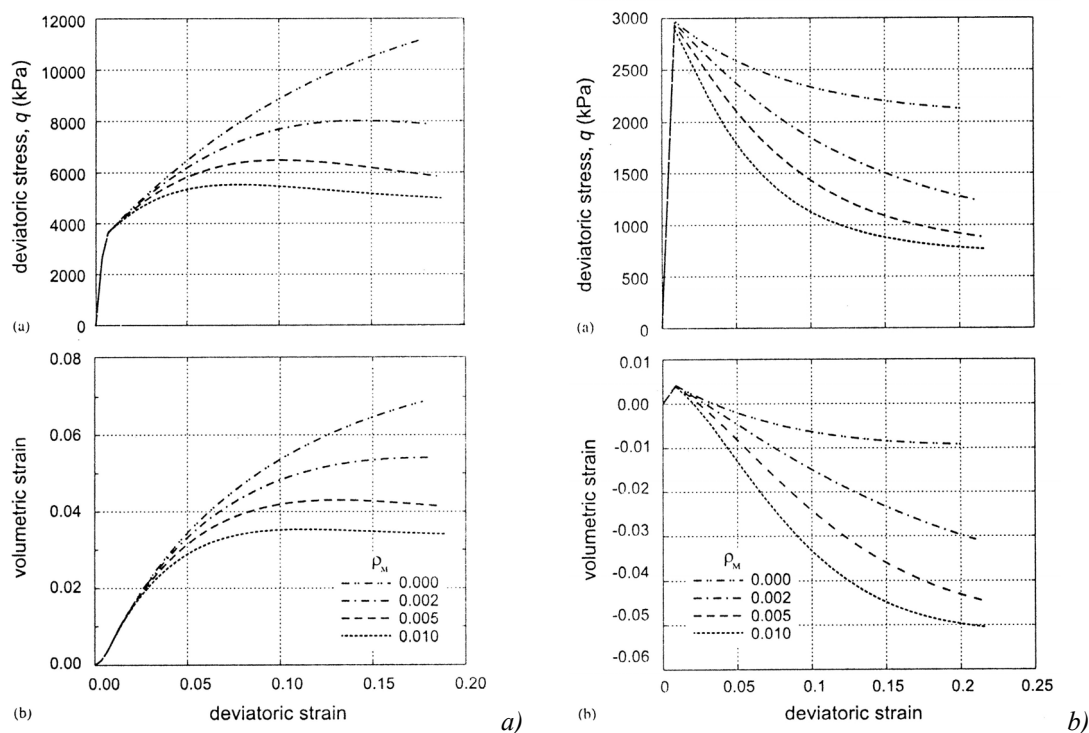 12000
10000
8000
6000
4000
2000
0
deviatoric stress, q (kPa)
(a)
0.08
0.06
0.04
0.02
0.00
volumetric strain
ρM
0.000
0.002
0.005
0.010
0.00 0.05 0.10 0.15 0.20
(b)
deviatoric strain
a)
3000
2500
2000
1500
1000
500
0
deviatoric stress, q (kPa)
(a)
0.01
0.00
-0.01
-0.02
-0.03
-0.04
-0.05
-0.06
volumetric strain
ρM
0.000
0.002
0.005
0.010
0 0.05 0.10 0.15 0.20 0.25
(b)
deviatoric strain
b)